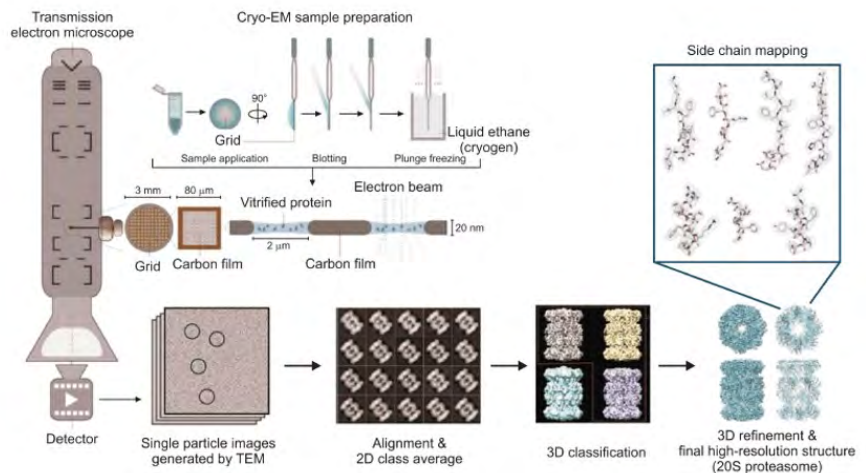 Transmission
electron microscope
Cryo-EM sample preparation
90°
Grid
Liquid ethane
(cryogen)
Sample application
Blotting
Plunge freezing
Side chain mapping
3 mm
80 μm
Vitrified protein
Electron beam
20 nm
2 μm
Grid
Carbon film
Carbon film
Detector
Single particle images
generated by TEM
Alignment &
2D class average
3D classification
3D refinement &
final high-resolution structure
(20S proteasome)